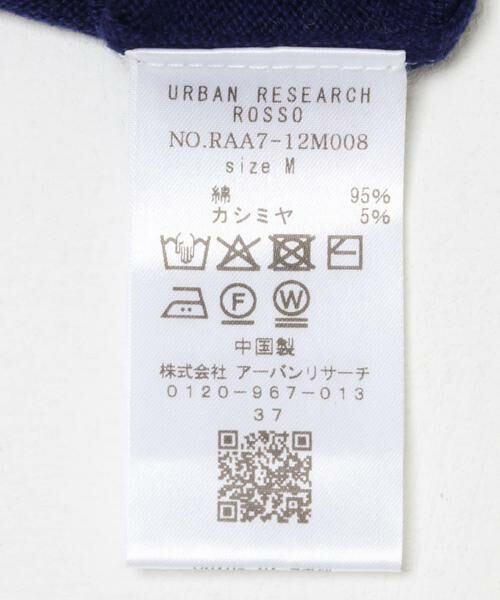 URBAN RESEARCH
ROSSO
NO.RAA7-12M008
size M
綿 95%
カシミヤ 5%
F W
中国製
株式会社 アーバンリサーチ
0120-967-013
37